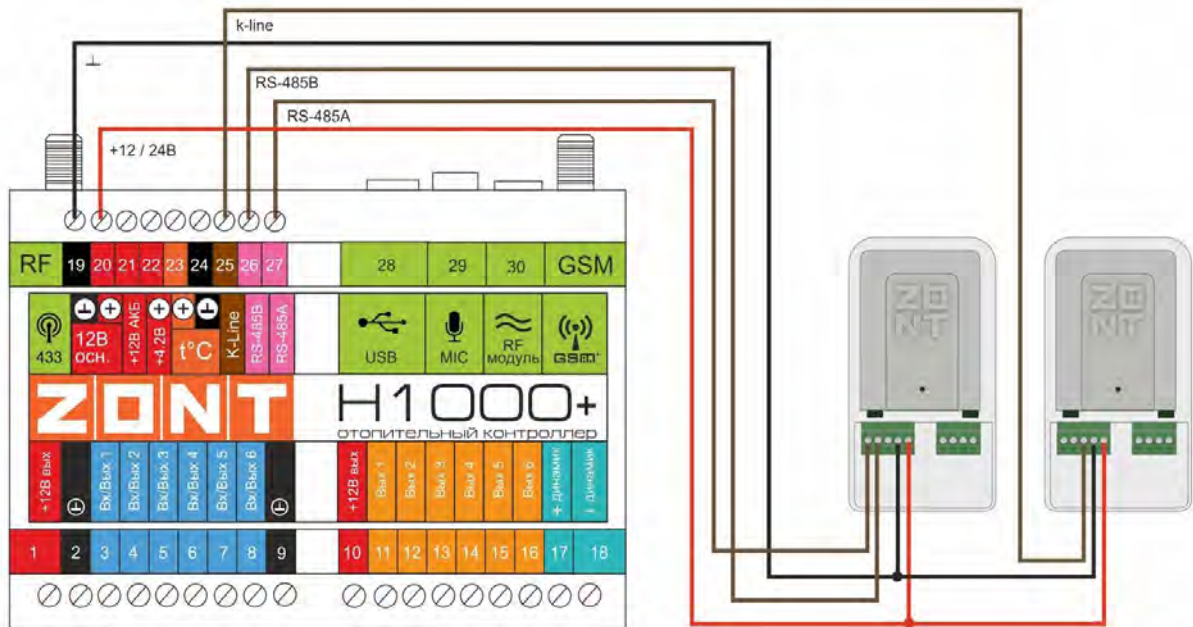 k-line
⊥
RS-485B
RS-485A
+12 / 24В
RF 19 20 21 22 23 24 25 26 27 28 29 30 GSM
433
12В
осн.
+12В АКБ
+4.2В
t°C
K-Line
RS-485B
RS-485A
USB
MIC
RF
модуль
GSM
ZONT
H1000+
отопительный контроллер
+12В вых
Вх/Вых 1
Вх/Вых 2
Вх/Вых 3
Вх/Вых 4
Вх/Вых 5
Вх/Вых 6
+12В вых
Вых 1
Вых 2
Вых 3
Вых 4
Вых 5
Вых 6
+ динамик
- динамик
1 2 3 4 5 6 7 8 9 10 11 12 13 14 15 16 17 18
ZO
NT
ZO
NT